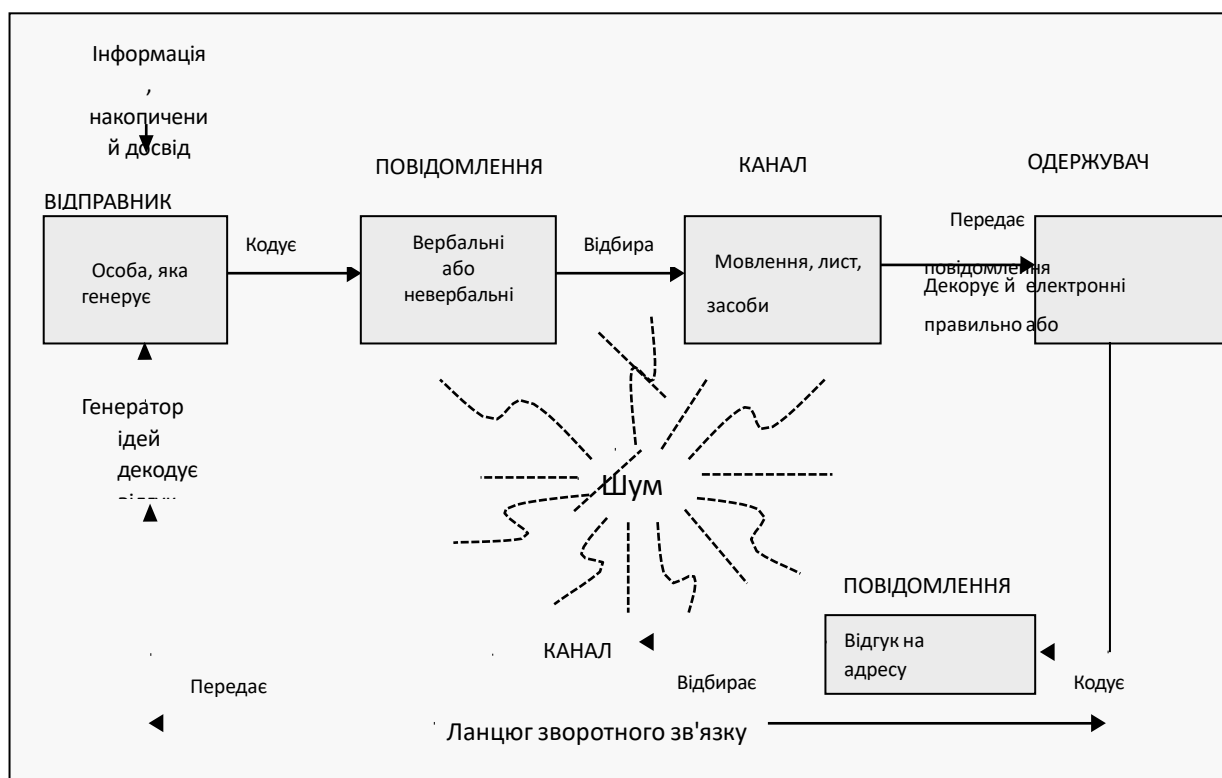 Інформація
,
накопичени
й досвід
ПОВІДОМЛЕННЯ
КАНАЛ
ОДЕРЖУВАЧ
ВІДПРАВНИК
Особа, яка
генерує
Кодує
Вербальні
або
невербальні
Відбира
Мовлення, лист,
засоби
Передає
повідомлення
Декорує й електронні
правильно або
Генератор
ідей
декодує
Шум
ПОВІДОМЛЕННЯ
Відгук на
адресу
КАНАЛ
Передає
Відбирає
Кодує
Ланцюг зворотного зв'язку